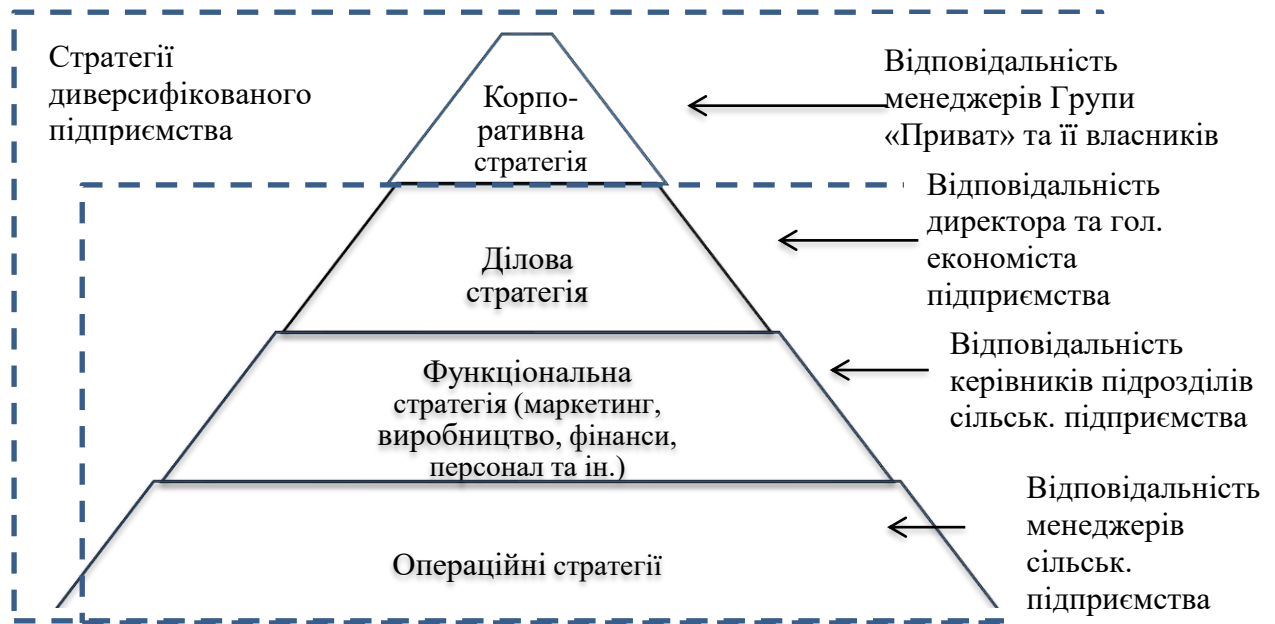 Стратегії
диверсифікованого
підприємства
Корпо-
ративна
стратегія
Відповідальність
менеджерів Групи
«Приват» та її власників
Ділова
стратегія
Відповідальність
директора та гол.
економіста
підприємства
Функціональна
стратегія (маркетинг,
виробництво, фінанси,
персонал та ін.)
Відповідальність
керівників підрозділів
сільськ. підприємства
Операційні стратегії
Відповідальність
менеджерів
сільськ.
підприємства